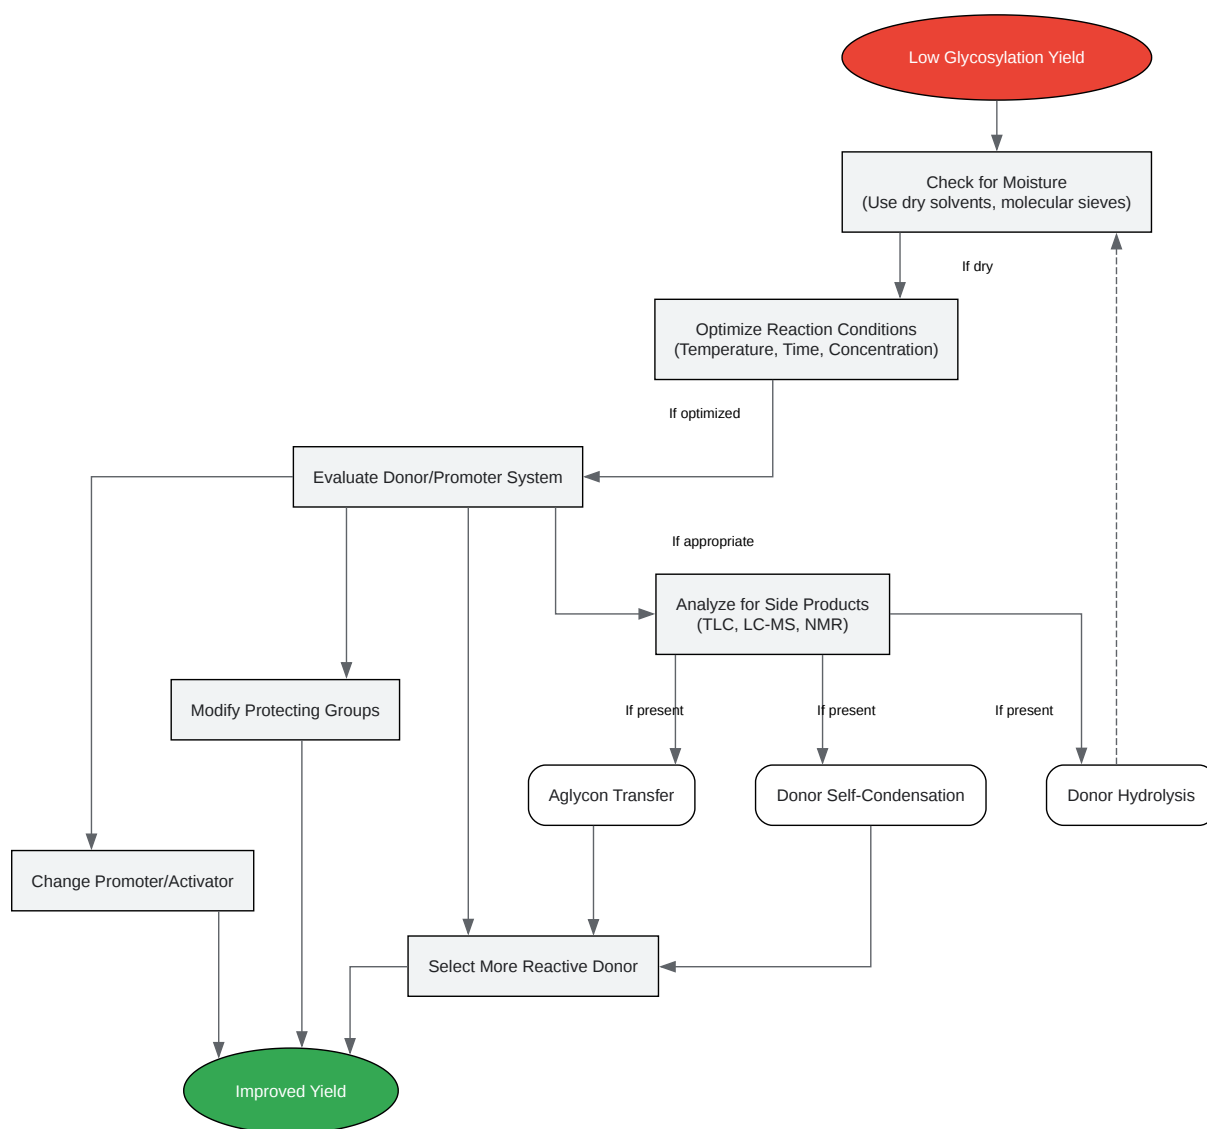 Low Glycosylation Yield
Check for Moisture
(Use dry solvents, molecular sieves)
If dry
Optimize Reaction Conditions
(Temperature, Time, Concentration)
If optimized
Evaluate Donor/Promoter System
If appropriate
Analyze for Side Products
(TLC, LC-MS, NMR)
Modify Protecting Groups
If present
If present
If present
Aglycon Transfer
Donor Self-Condensation
Donor Hydrolysis
Change Promoter/Activator
Select More Reactive Donor
Improved Yield